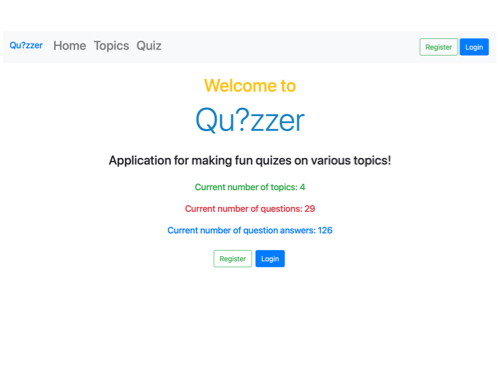 Qu?zzer Home Topics Quiz Register Login
Welcome to
Qu?zzer
Application for making fun quizes on various topics!
Current number of topics: 4
Current number of questions: 29
Current number of question answers: 126
Register Login